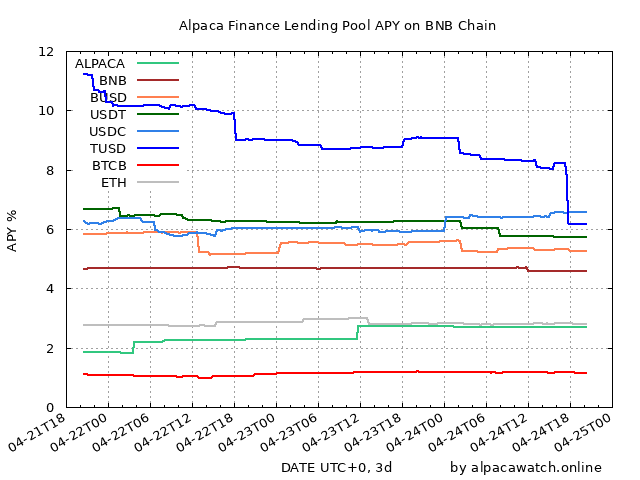 Alpaca Finance Lending Pool APY on BNB Chain
12
10
8
6
4
2
0
APY %
ALPACA
BNB
BUSD
USDT
USDC
TUSD
BTCB
ETH
04-21T18
04-22T00
04-22T06
04-22T12
04-22T18
04-23T00
04-23T06
04-23T12
04-23T18
04-24T00
04-24T06
04-24T12
04-24T18
04-25T00
DATE UTC+0, 3d
by alpacawatch.online